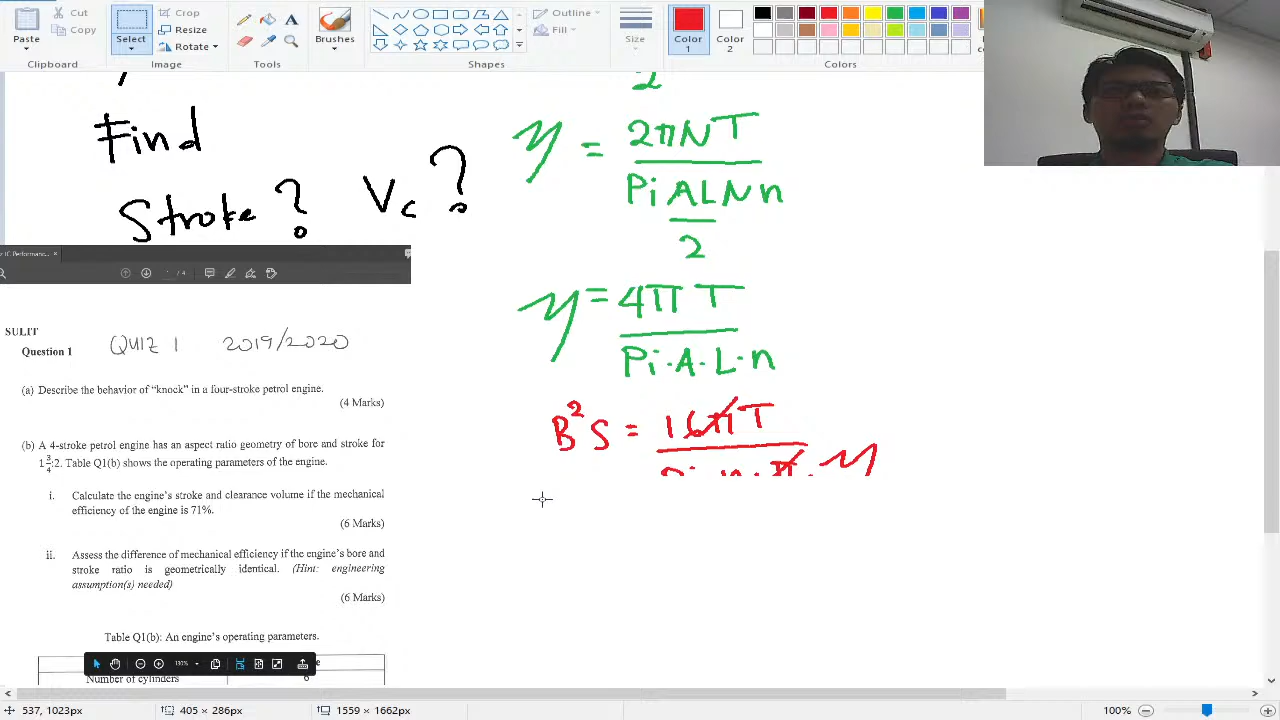 Paste
Cut
Copy
Clipboard
Select
Crop
Resize
Rotate
Image
Tools
Brushes
Outline
Fill
Shapes
Size
Color
1
Color
2
Colors
Find
Stroke? Vc?
2
η = 2πNT
Pi ALNn
2
η = 4πT
Pi·A·L·n
B²S = 16πT
Pi·n·π·η
/ 4
SULIT
Question 1 QUIZ 1 2019/2020
(a) Describe the behavior of "knock" in a four-stroke petrol engine.
(4 Marks)
(b) A 4-stroke petrol engine has an aspect ratio geometry of bore and stroke for
Table Q1(b) shows the operating parameters of the engine.
i. Calculate the engine's stroke and clearance volume if the mechanical
efficiency of the engine is 71%.
(6 Marks)
ii. Assess the difference of mechanical efficiency if the engine's bore and
stroke ratio is geometrically identical. (Hint: engineering
assumption(s) needed)
(6 Marks)
Table Q1(b): An engine's operating parameters.
130%
Number of cylinders 6
537, 1023px
405 × 286px
1559 × 1662px
100%